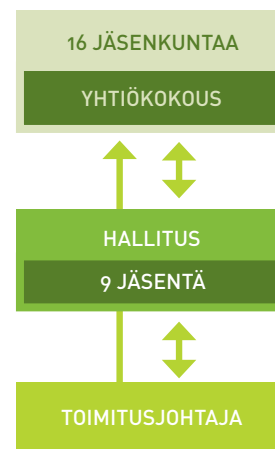 16 JÄSENKUNTAA
YHTIÖKOKOUS
HALLITUS
9 JÄSENTÄ
TOIMITUSJOHTAJA